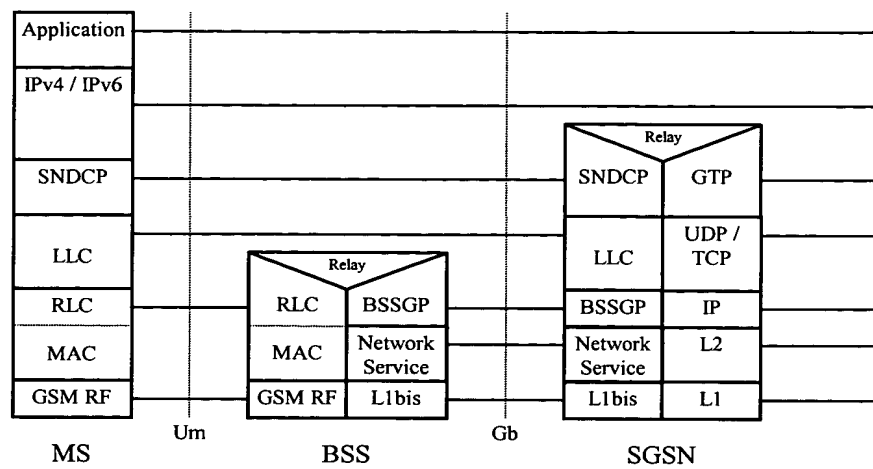 Application
IPv4 / IPv6
SNDCP
LLC
RLC
MAC
GSM RF
MS
Um
Relay
RLC
BSSGP
MAC
Network
Service
GSM RF
L1bis
BSS
Gb
Relay
SNDCP
GTP
LLC
UDP /
TCP
BSSGP
IP
Network
Service
L2
L1bis
L1
SGSN